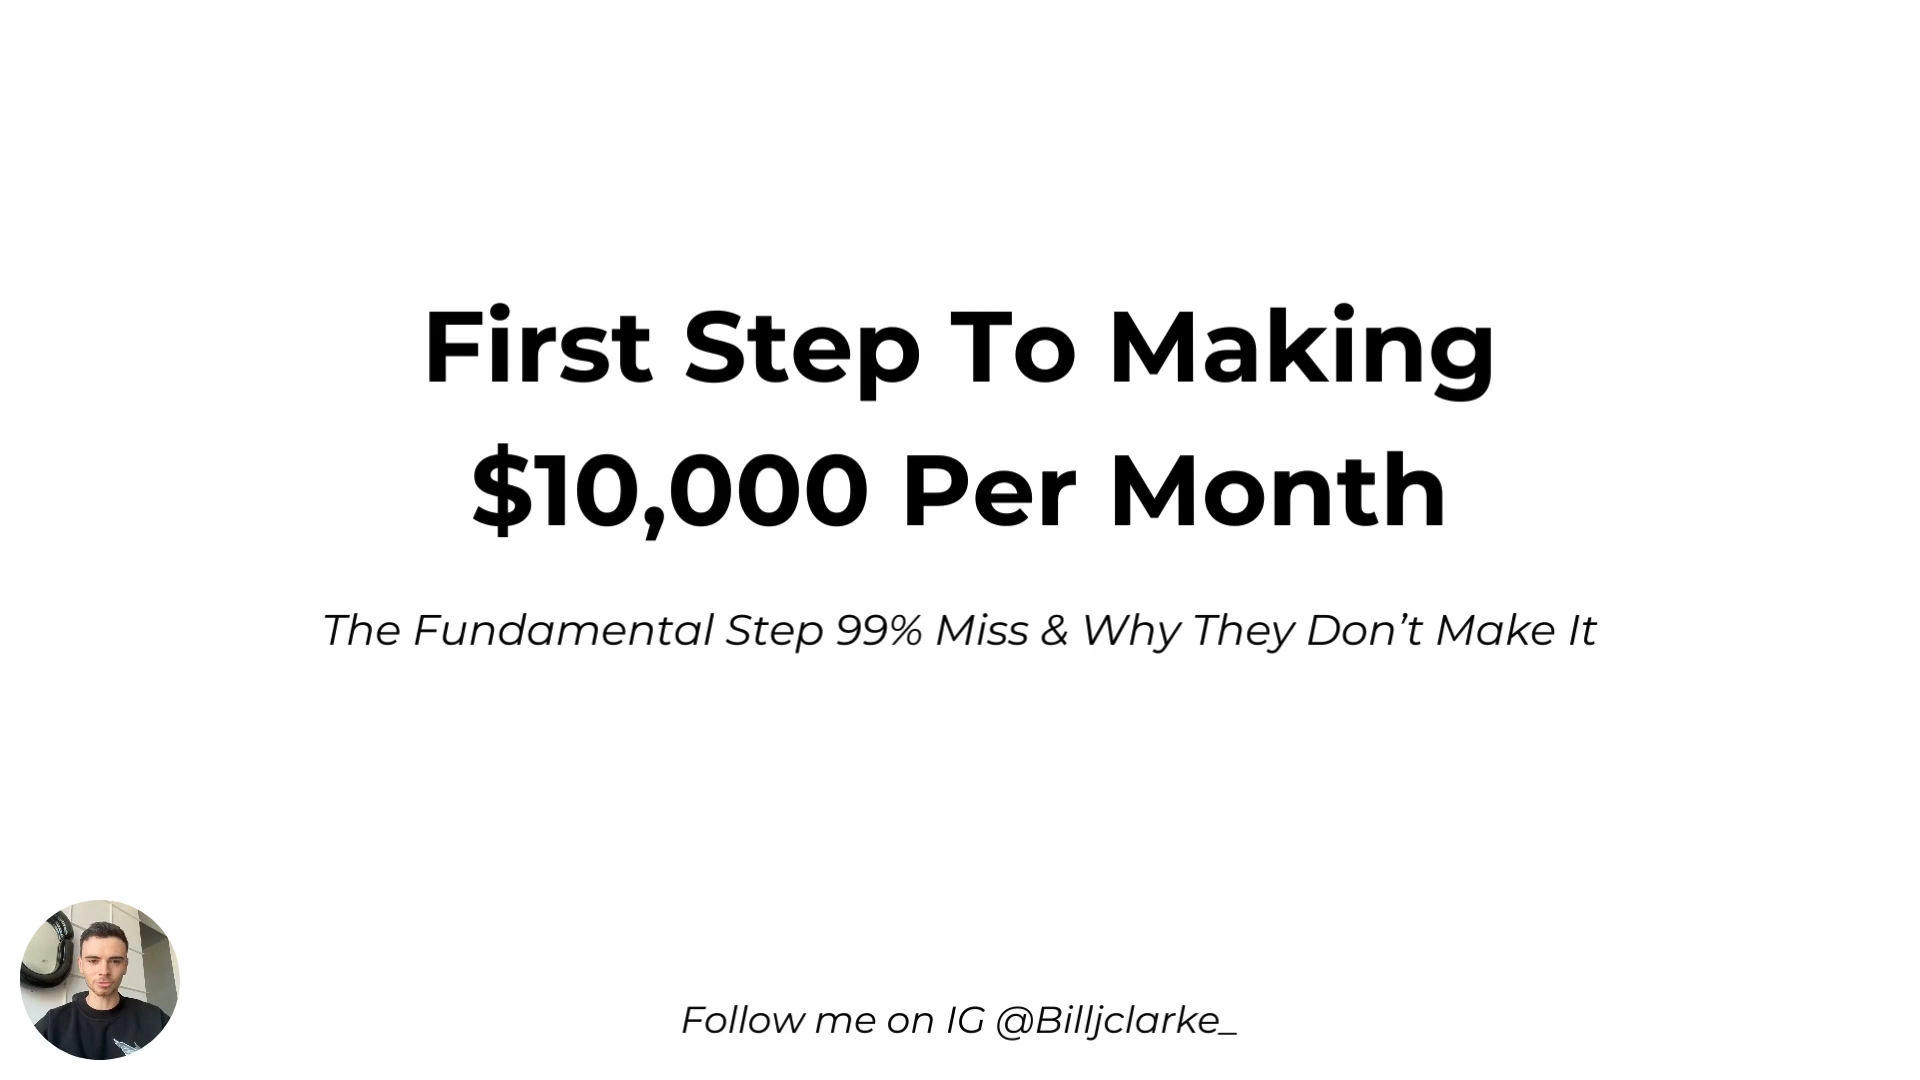 First Step To Making
$10,000 Per Month
The Fundamental Step 99% Miss & Why They Don’t Make It
Follow me on IG @Billjclarke_